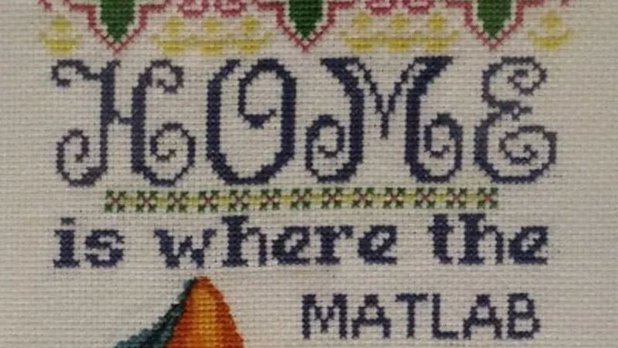 HOME
is where the
MATLAB